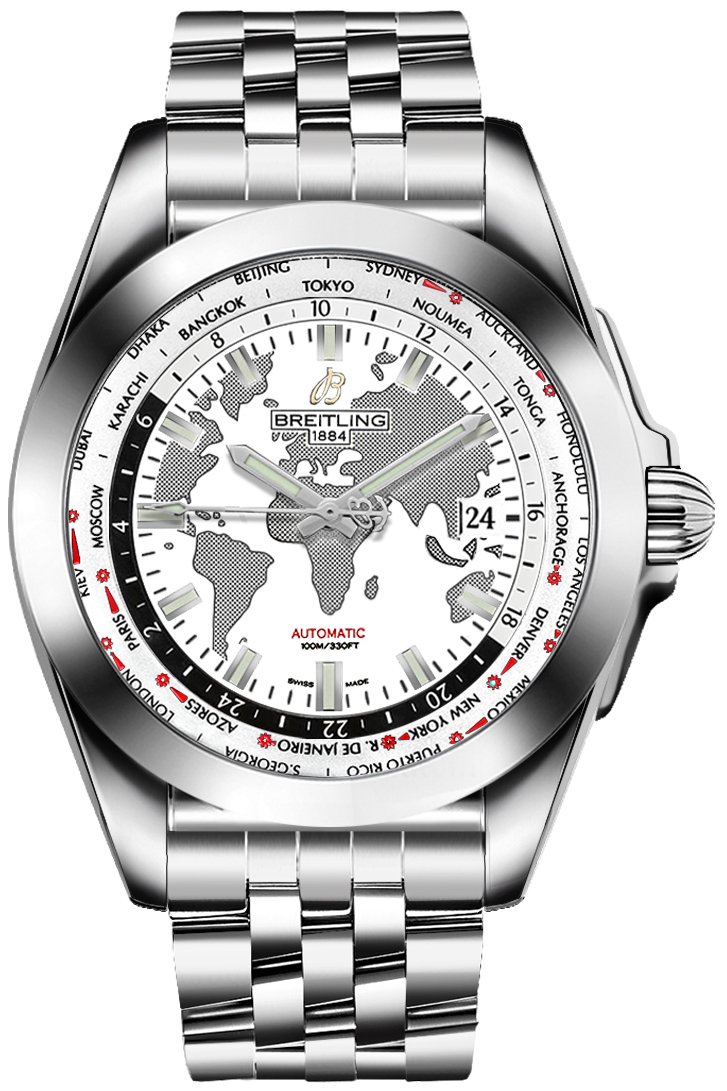 BEIJING
SYDNEY
AUCKLAND
HONOLULU
LOS ANGELES
MEXICO
PUERTO RICO
S.GEORGIA
LONDON
KIEV
DUBAI
DHAKA
TOKYO
NOUMEA
TONGA
ANCHORAGE
DENVER
NEW YORK
R. DE JANEIRO
AZORES
PARIS
MOSCOW
KARACHI
BANGKOK
10
12
14
16
18
20
22
24
2
4
6
8
B
BREITLING
1884
24
AUTOMATIC
100M/330FT
SWISS MADE